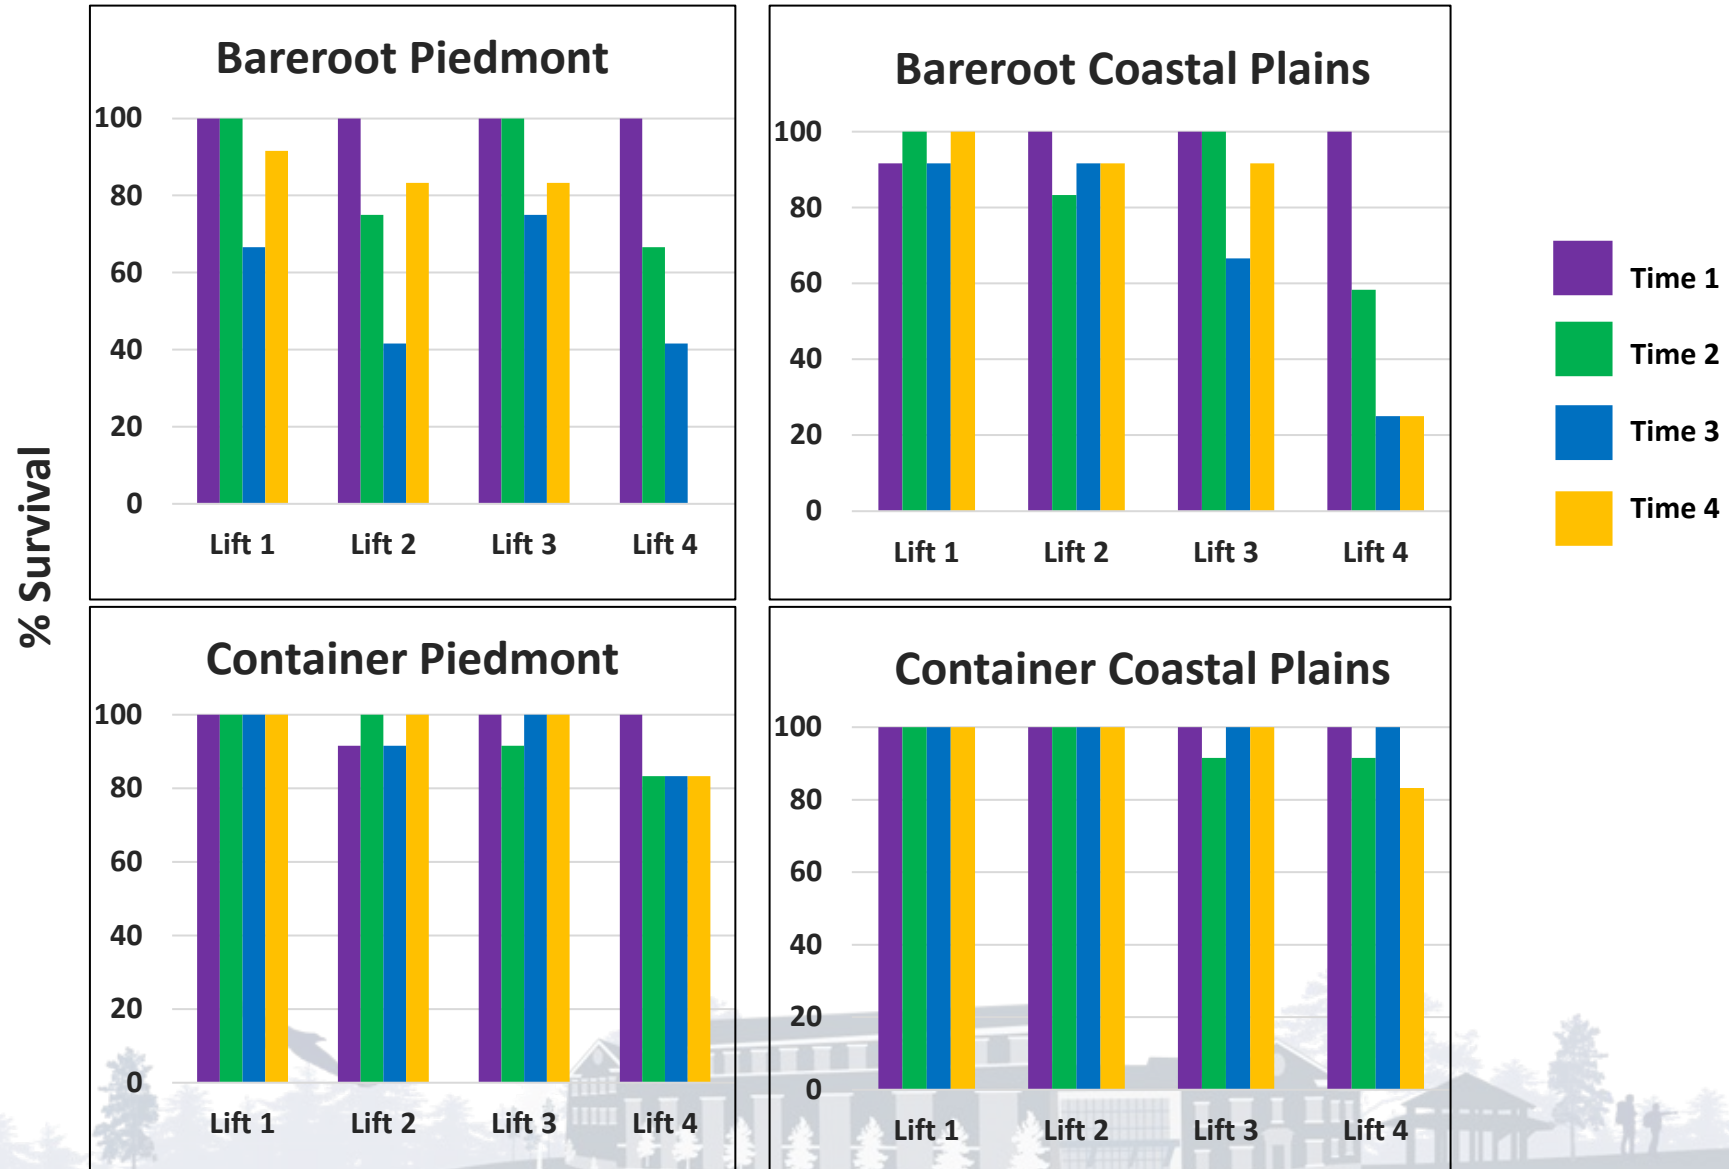 % Survival
Bareroot Piedmont
100
80
60
40
20
0
Lift 1 Lift 2 Lift 3 Lift 4
Bareroot Coastal Plains
100
80
60
40
20
0
Lift 1 Lift 2 Lift 3 Lift 4
Time 1
Time 2
Time 3
Time 4
Container Piedmont
100
80
60
40
20
0
Lift 1 Lift 2 Lift 3 Lift 4
Container Coastal Plains
100
80
60
40
20
0
Lift 1 Lift 2 Lift 3 Lift 4